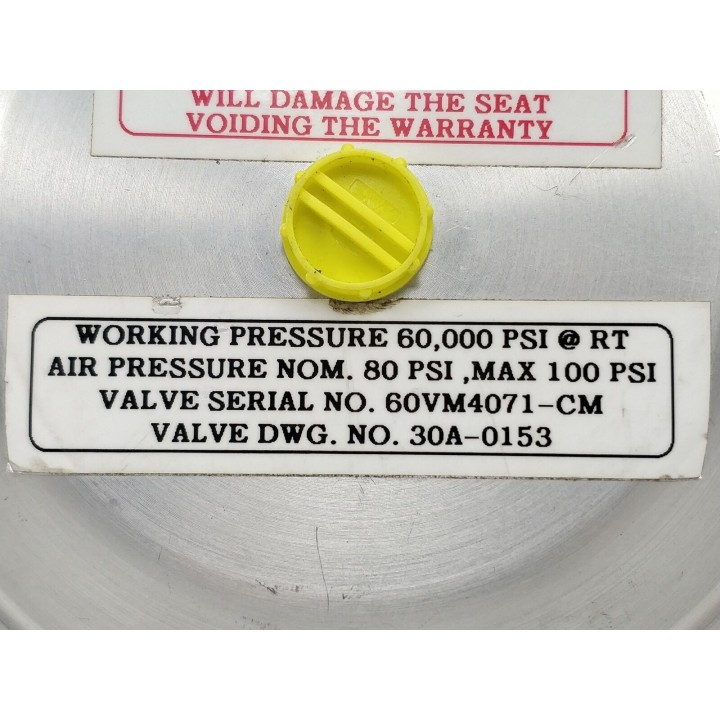 WILL DAMAGE THE SEAT
VOIDING THE WARRANTY
WORKING PRESSURE 60,000 PSI @ RT
AIR PRESSURE NOM. 80 PSI ,MAX 100 PSI
VALVE SERIAL NO. 60VM4071-CM
VALVE DWG. NO. 30A-0153